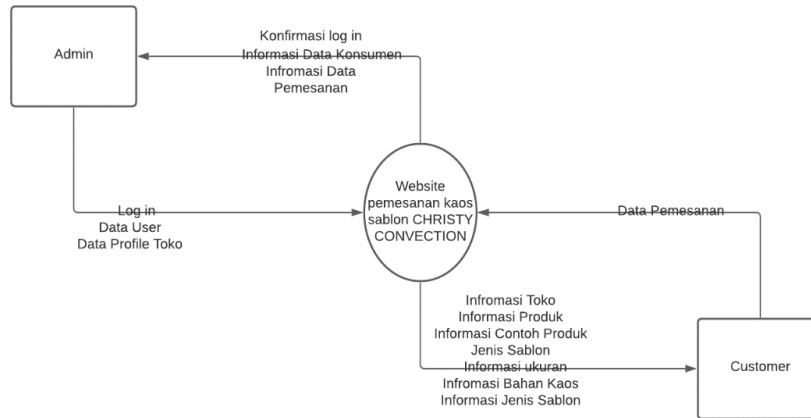 Admin
Konfirmasi log in
Informasi Data Konsumen
Infromasi Data
Pemesanan
Website
pemesanan kaos
sablon CHRISTY
CONVECTION
Log in
Data User
Data Profile Toko
Data Pemesanan
Infromasi Toko
Informasi Produk
Informasi Contoh Produk
Jenis Sablon
Informasi ukuran
Infromasi Bahan Kaos
Informasi Jenis Sablon
Customer